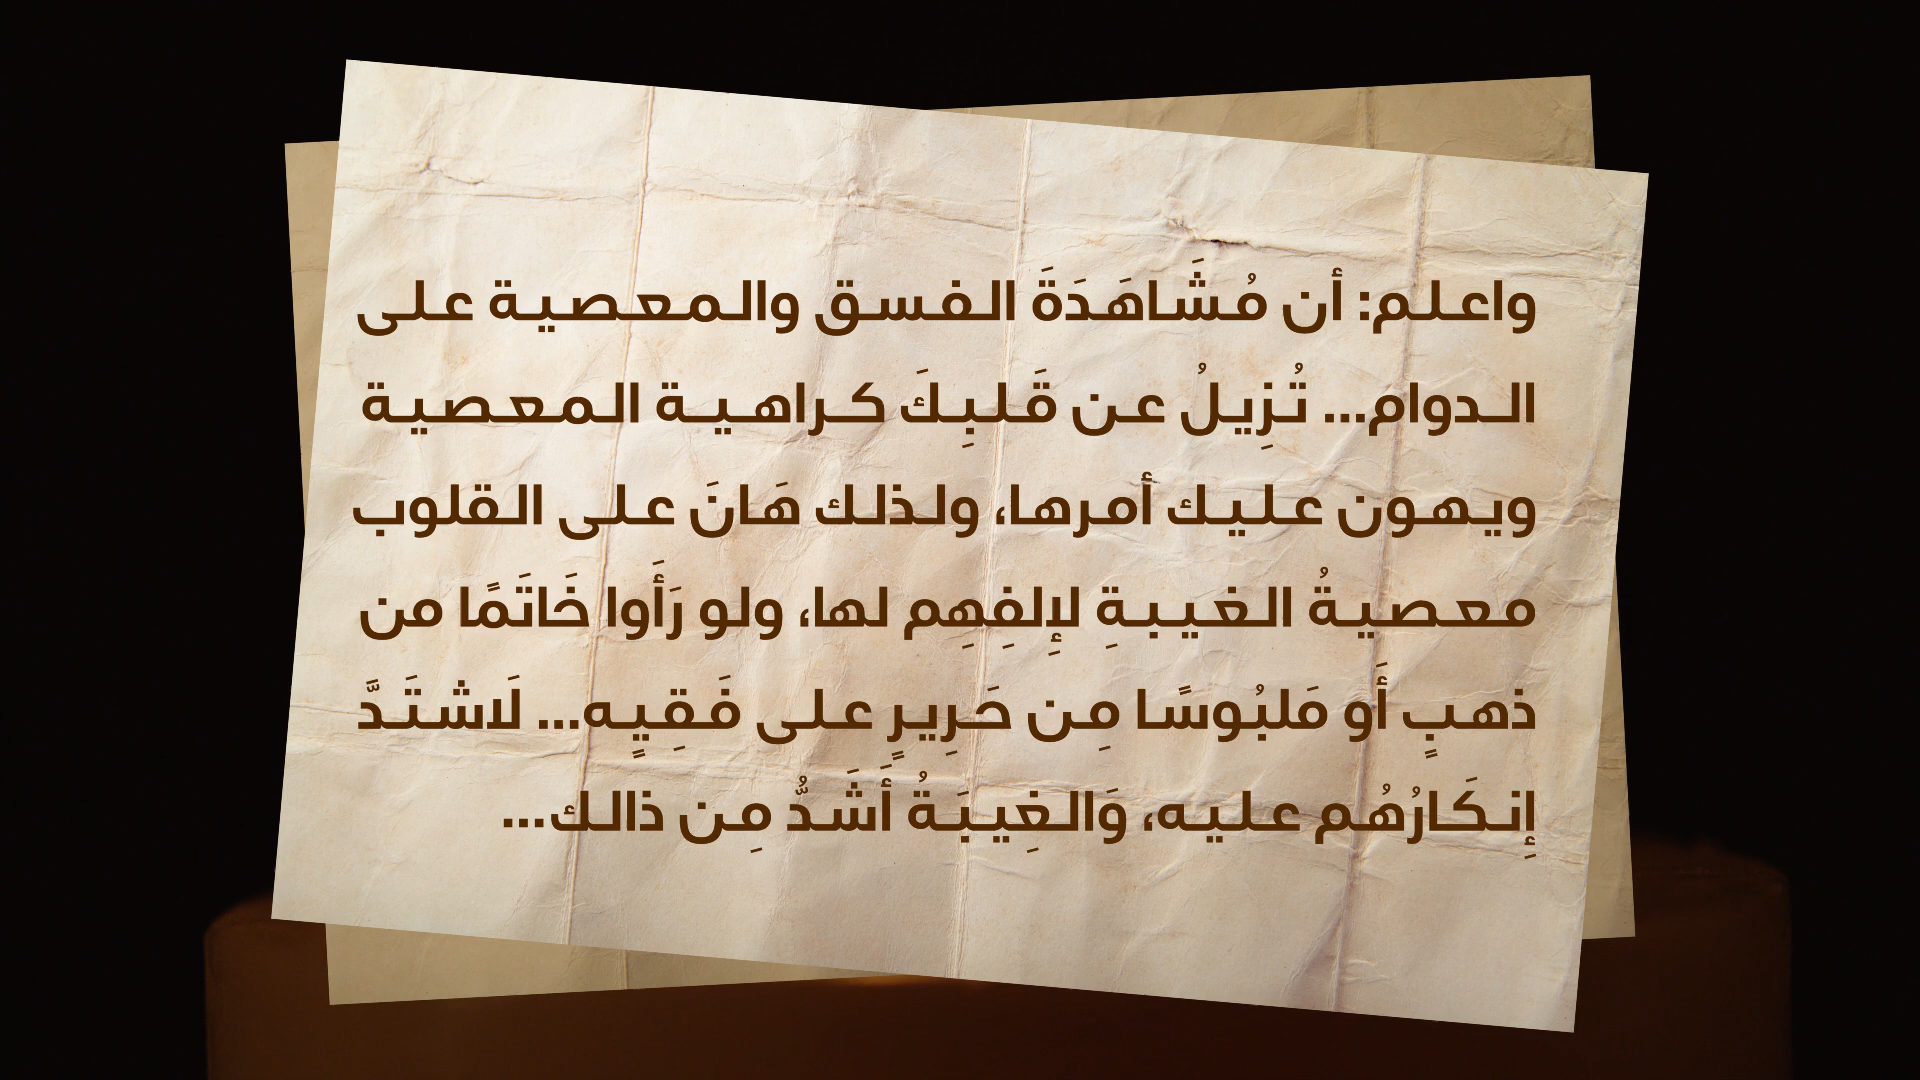 واعلم: أن مُشَاهَدَةَ الفسق والمعصية على
الدوام... تُزِيلُ عن قَلبِكَ كراهية المعصية
ويهون عليك أمرها، ولذلك هَانَ على القلوب
معصيةُ الغيبةِ لإِلفِهِم لها، ولو رَأَوا خَاتَمًا من
ذهبٍ أَو مَلبُوسًا مِن حَرِيرٍ على فَقِيٍه... لَاشتَدَّ
إِنكَارُهُم عليه، وَالغِيبَةُ أَشَدُّ مِن ذالك...